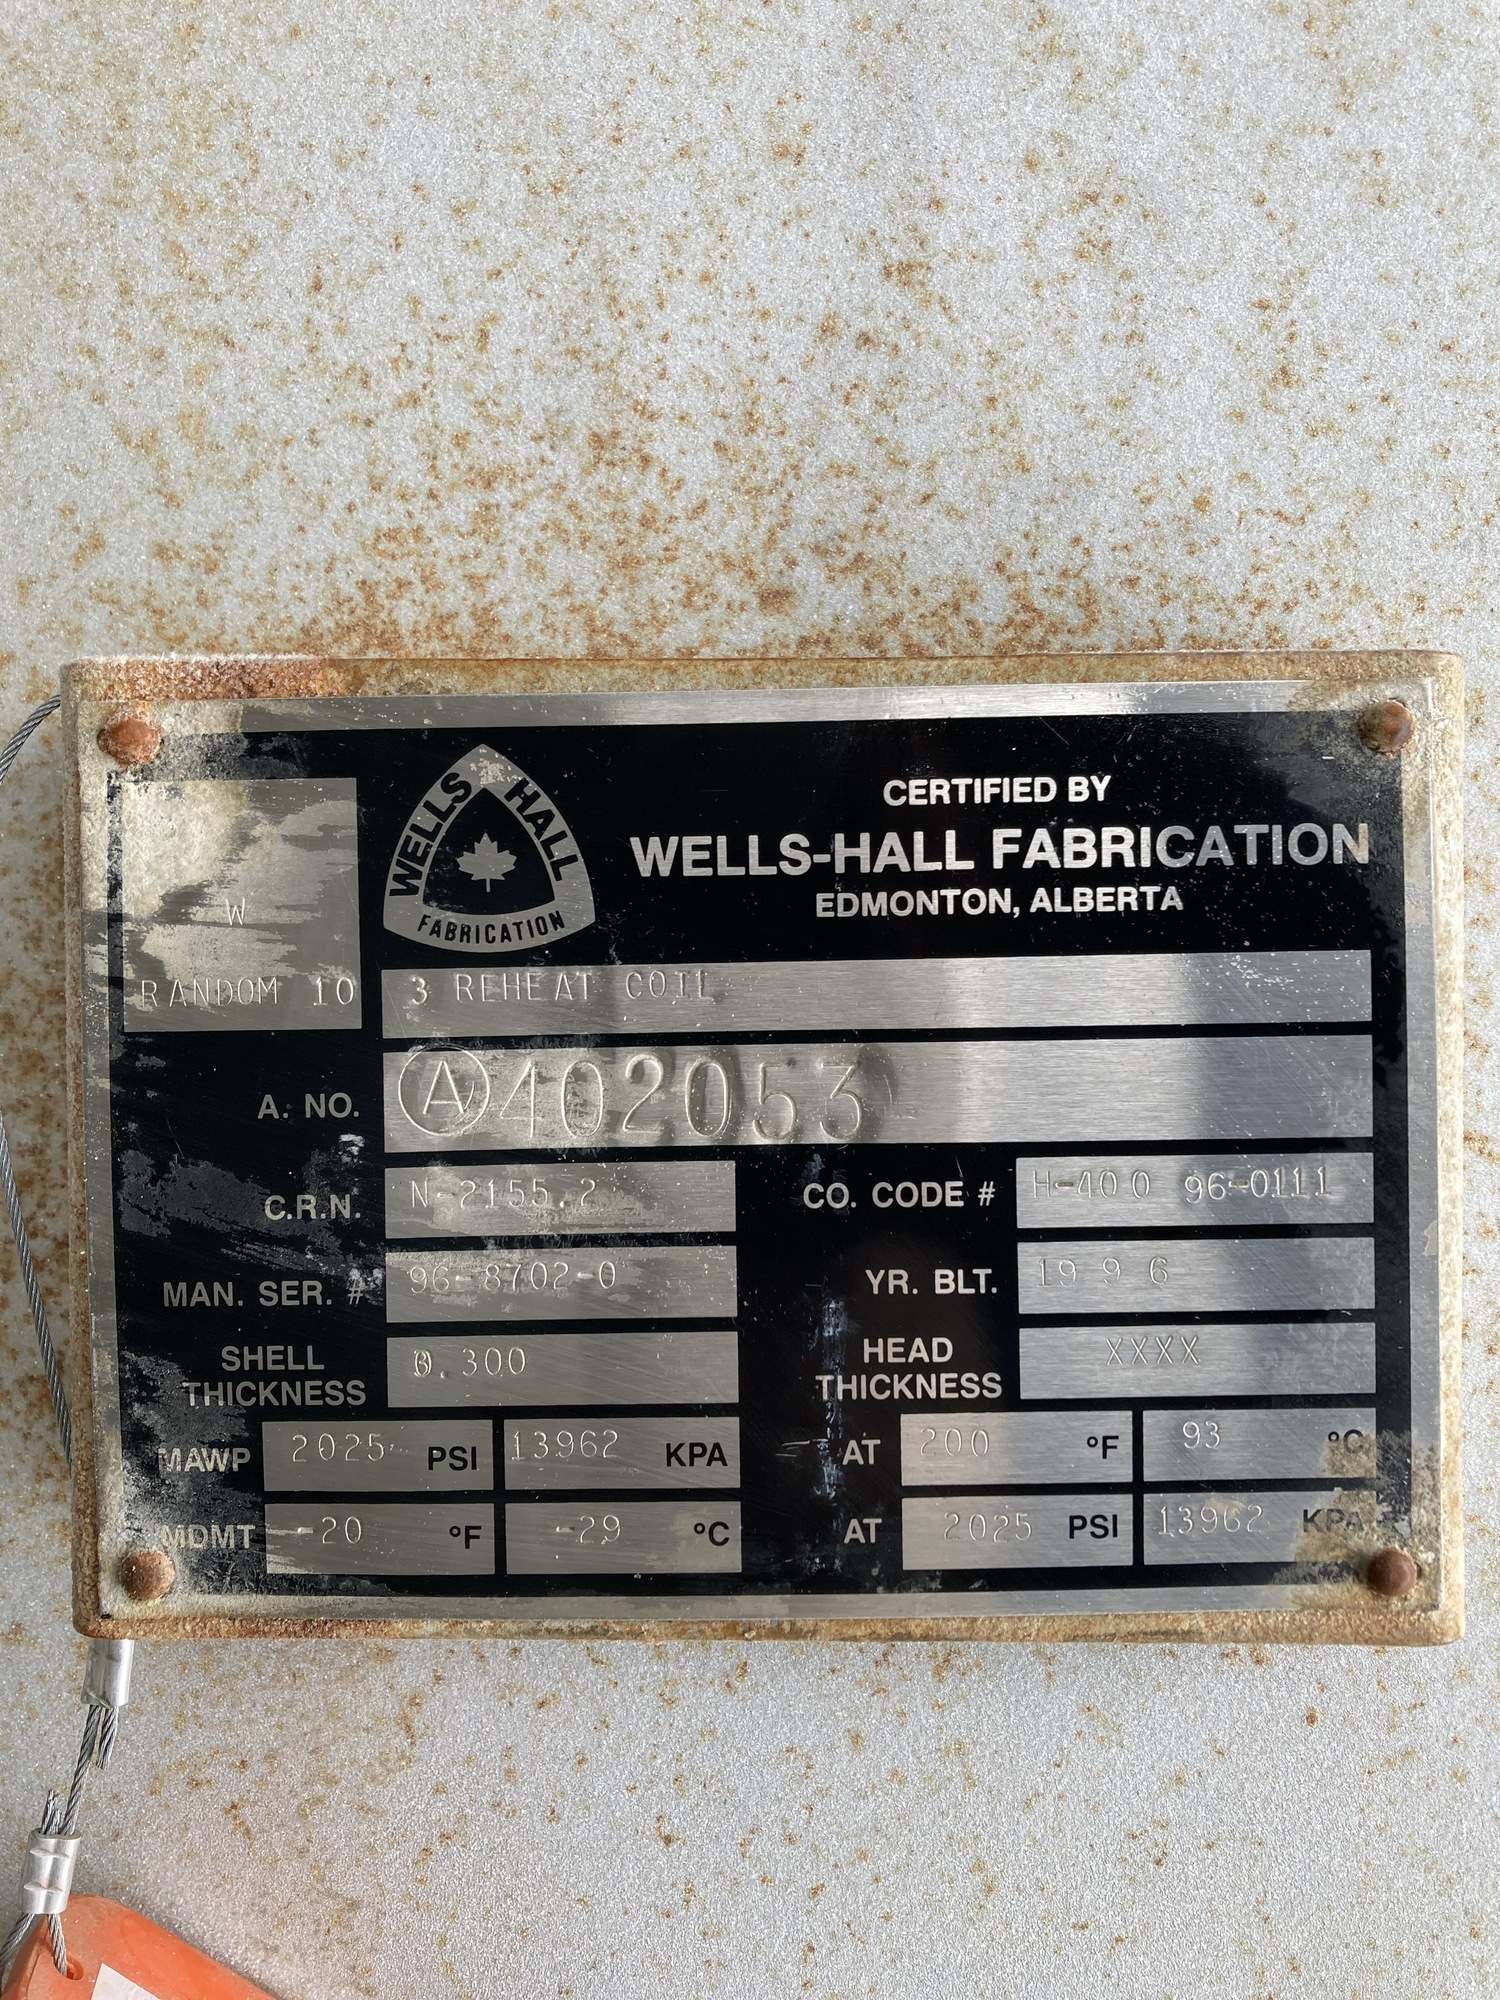 WELLS HALL
FABRICATION
CERTIFIED BY
WELLS-HALL FABRICATION
EDMONTON, ALBERTA
W
RANDOM 10
3 REHEAT COIL
A. NO. A 402053
C.R.N. N-2155.2
CO. CODE # H-400 96-0111
MAN. SER. # 96-8702-0
YR. BLT. 1996
SHELL
THICKNESS 0.300
HEAD
THICKNESS XXXX
MAWP 2025 PSI 13962 KPA AT 200 °F 93 °C
MDMT -20 °F -29 °C AT 2025 PSI 13962 KPA